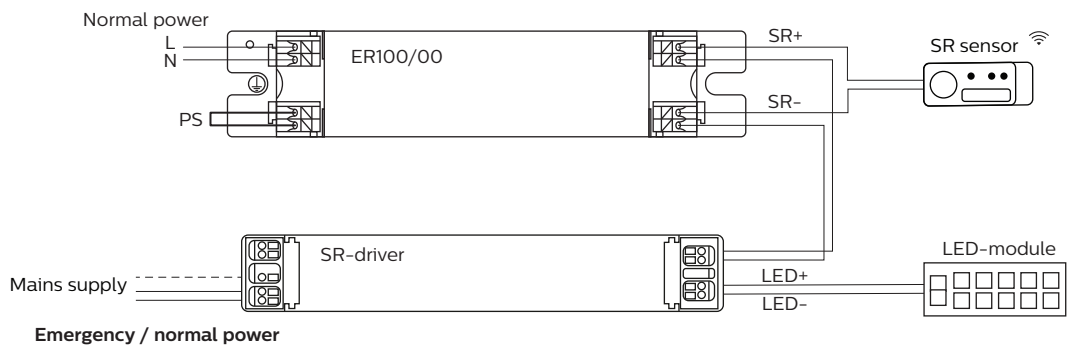 Normal power
L
N
ER100/00
SR+
SR sensor
SR-
PS
SR-driver
LED-module
Mains supply
LED+
LED-
Emergency / normal power